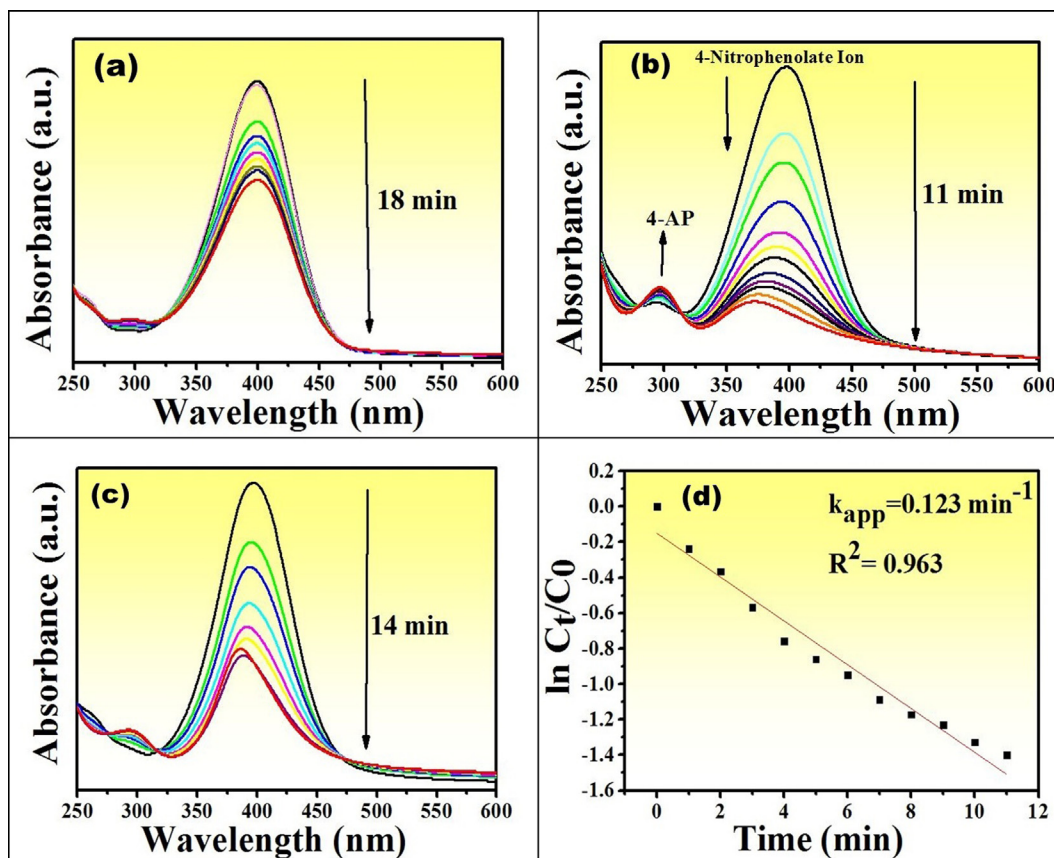 (a)
Absorbance (a.u.)
18 min
250 300 350 400 450 500 550 600
Wavelength (nm)
(b)
4-Nitrophenolate Ion
Absorbance (a.u.)
4-AP
11 min
250 300 350 400 450 500 550 600
Wavelength (nm)
(c)
Absorbance (a.u.)
14 min
250 300 350 400 450 500 550 600
Wavelength (nm)
(d)
k_app=0.123 min^-1
R^2= 0.963
ln Ct/C0
0.2
0.0
-0.2
-0.4
-0.6
-0.8
-1.0
-1.2
-1.4
-1.6
0 2 4 6 8 10 12
Time (min)